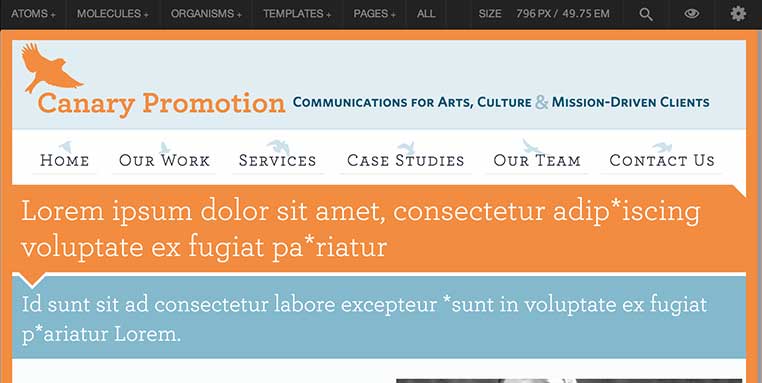 ATOMS + MOLECULES + ORGANISMS + TEMPLATES + PAGES + ALL SIZE 796 PX / 49.75 EM
Canary Promotion COMMUNICATIONS FOR ARTS, CULTURE & MISSION-DRIVEN CLIENTS
HOME OUR WORK SERVICES CASE STUDIES OUR TEAM CONTACT US
Lorem ipsum dolor sit amet, consectetur adip*iscing
voluptate ex fugiat pa*riatur
Id sunt sit ad consectetur labore excepteur *sunt in voluptate ex fugiat
p*ariatur Lorem.